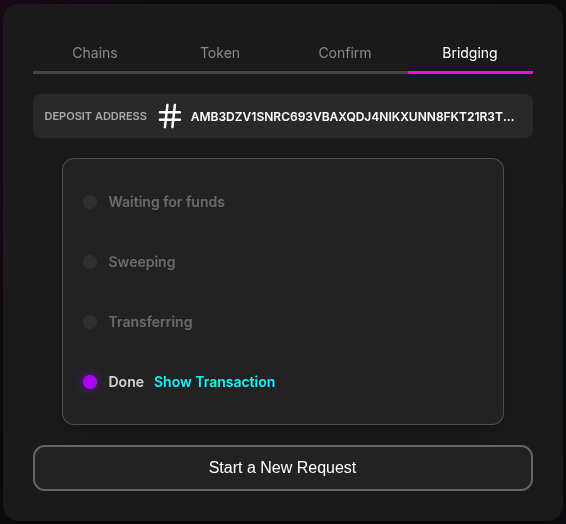 Chains Token Confirm Bridging
DEPOSIT ADDRESS # AMB3DZV1SNRC693VBAXQDJ4NIKXUNN8FKT21R3T...
Waiting for funds
Sweeping
Transferring
Done Show Transaction
Start a New Request